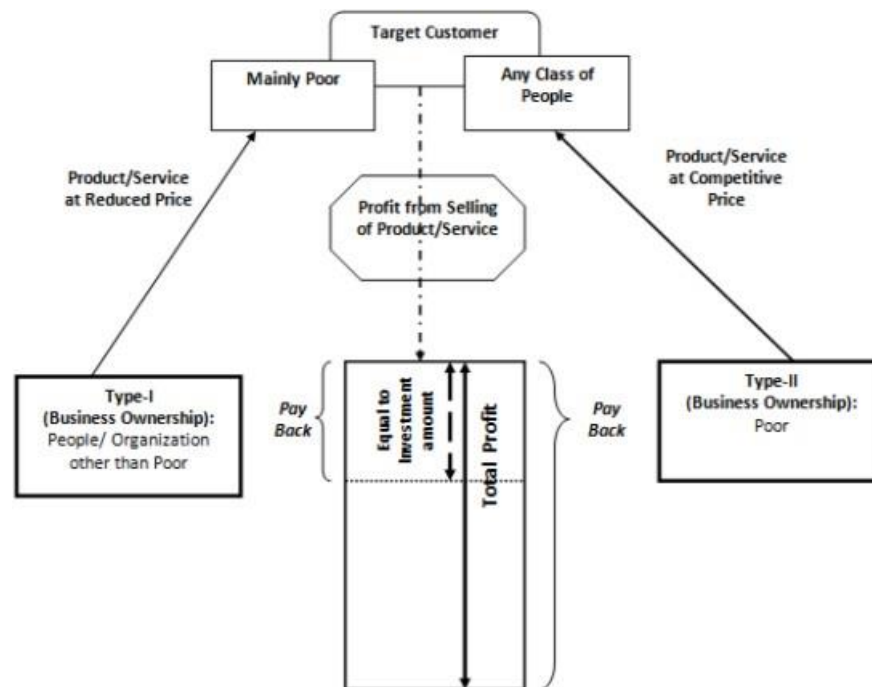 Target Customer
Mainly Poor
Any Class of
People
Product/Service
at Reduced Price
Product/Service
at Competitive
Price
Profit from Selling
of Product/Service
Type-I
(Business Ownership):
People/ Organization
other than Poor
Pay
Back
Equal to
Investment
amount
Total Profit
Pay
Back
Type-II
(Business Ownership):
Poor